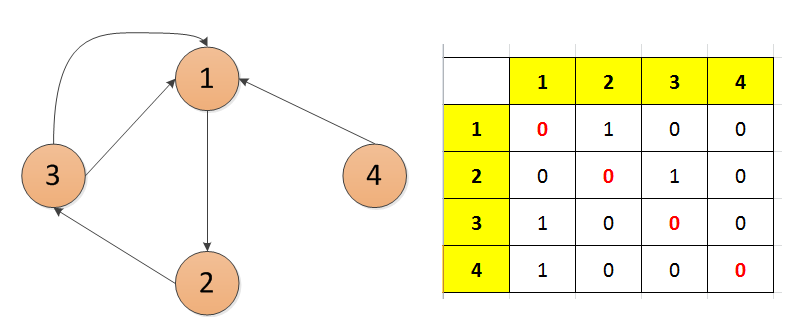 1
3
4
2
1 2 3 4
1 0 1 0 0
2 0 0 1 0
3 1 0 0 0
4 1 0 0 0